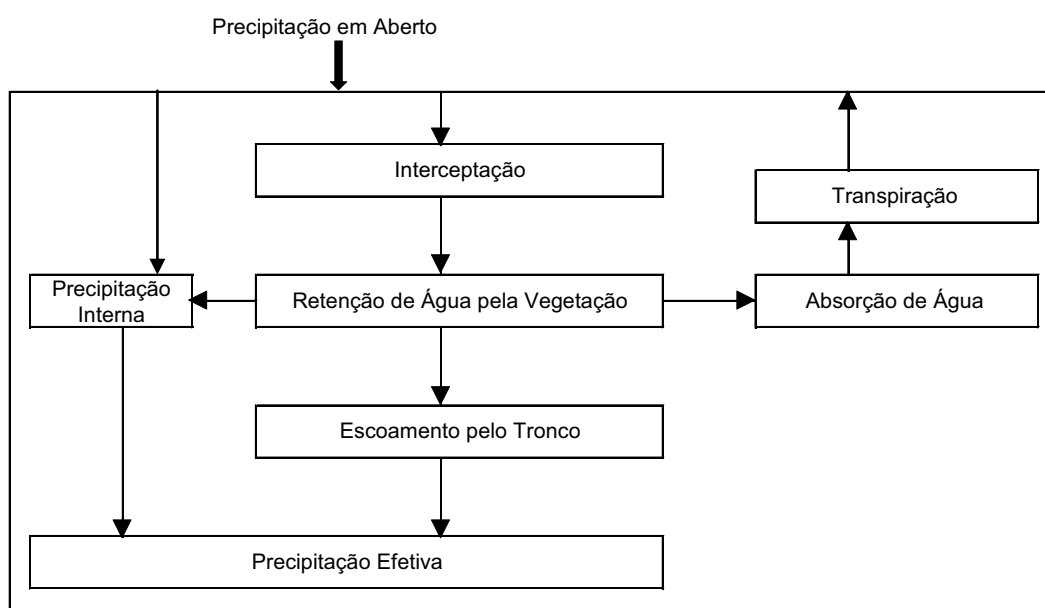 Precipitação em Aberto
Interceptação
Transpiração
Precipitação
Interna
Retenção de Água pela Vegetação
Absorção de Água
Escoamento pelo Tronco
Precipitação Efetiva